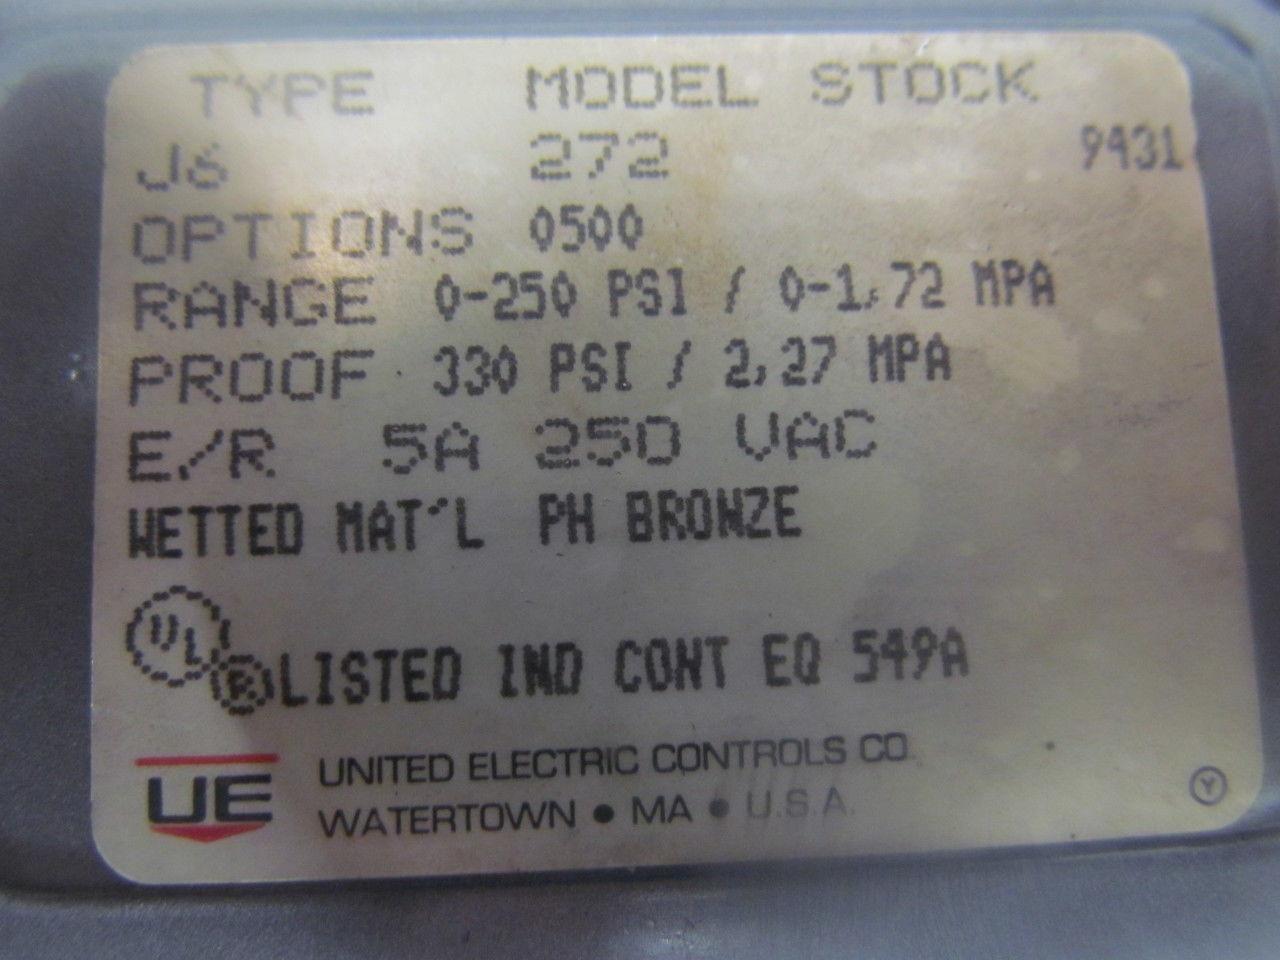 TYPE MODEL STOCK
J6 272 9431
OPTIONS 0500
RANGE 0-250 PSI / 0-1,72 MPA
PROOF 330 PSI / 2,27 MPA
E/R 5A 250 VAC
WETTED MAT'L PH BRONZE
UL
® LISTED IND CONT EQ 549A
UE UNITED ELECTRIC CONTROLS CO.
WATERTOWN • MA • U.S.A.
Y